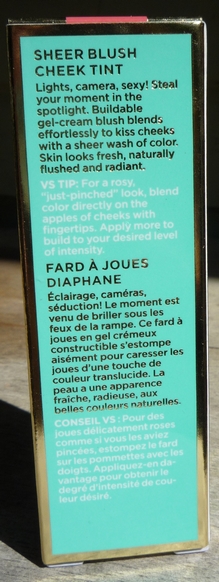 SHEER BLUSH
CHEEK TINT
Lights, camera, sexy! Steal
your moment in the
spotlight. Buildable
gel-cream blush blends
effortlessly to kiss cheeks
with a sheer wash of color.
Skin looks fresh, naturally
flushed and radiant.
VS TIP: For a rosy,
"just-pinched" look, blend
color directly on the
apples of cheeks with
fingertips. Apply more to
build to your desired level
of intensity.
FARD À JOUES
DIAPHANE
Éclairage, caméras,
séduction! Le moment est
venu de briller sous les
feux de la rampe. Ce fard à
joues en gel crémeux
constructible s'estompe
aisément pour caresser les
joues d'une touche de
couleur translucide. La
peau a une apparence
fraîche, radieuse, aux
belles couleurs naturelles.
CONSEIL VS : Pour des
joues délicatement roses
comme si vous les aviez
pincées, estompez le fard
sur les pommettes avec les
doigts. Appliquez-en da-
vantage pour obtenir le
degré d'intensité de cou-
leur désiré.